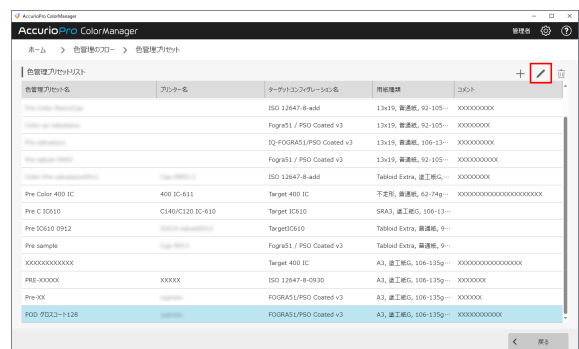 AccurioPro ColorManager
AccurioPro ColorManager 管理者
ホーム > 色管理のフロー > 色管理プリセット
色管理プリセットリスト
色管理プリセット名 プリンター名 ターゲットコンフィグレーション名 用紙種類 コメント
ISO 12647-8-add 13x19, 普通紙, 92-105… XXXXXXXXX
Fogra51 / PSO Coated v3 13x19, 普通紙, 92-105… XXXXXXXX
IQ-FOGRA51/PSO Coated v3 13x19, 普通紙, 106-13… XXXXXXXX
Fogra51 / PSO Coated v3 13x19, 普通紙, 92-105… XXXXXXXXXX
ISO 12647-8-add Tabloid Extra, 塗工紙G,… XXXXXXXX
Pre Color 400 IC 400 IC-611 Target 400 IC 不定形, 普通紙, 62-74g… XXXXXXXXXXXXXXXXXXXXX
Pre C IC610 C140/C120 IC-610 Target IC610 SRA3, 塗工紙G, 106-13…
Pre IC610 0912 TargetIC610 Tabloid Extra, 普通紙, 9…
Pre sample Fogra51 / PSO Coated v3 Tabloid Extra, 普通紙, 9…
XXXXXXXXXXXX Target 400 IC A3, 塗工紙G, 106-135g… XXXXXXXXXXXXXXXX
PRE-XXXXX XXXXX ISO 12647-8-0930 A3, 塗工紙G, 106-135g… XXXXXXX
Pre-XX FOGRA51/PSO Coated v3 A3, 塗工紙G, 106-135g… XXXXXX
POD グロスコート128 FOGRA51/PSO Coated v3 A3, 塗工紙G, 106-135g… XXXXXXXXXXX
戻る